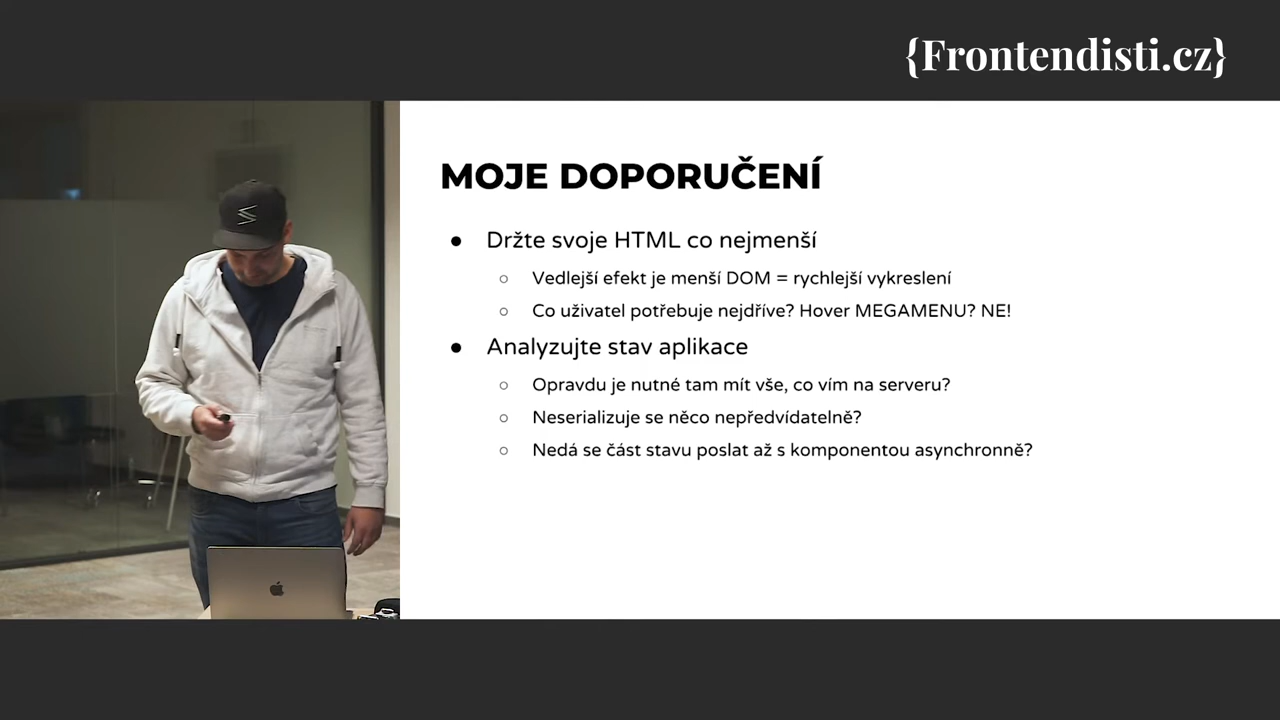 {Frontendisti.cz}
MOJE DOPORUČENÍ
● Držte svoje HTML co nejmenší
○ Vedlejší efekt je menší DOM = rychlejší vykreslení
○ Co uživatel potřebuje nejdříve? Hover MEGAMENU? NE!
● Analyzujte stav aplikace
○ Opravdu je nutné tam mít vše, co vím na serveru?
○ Neserializuje se něco nepředvídatelně?
○ Nedá se část stavu poslat až s komponentou asynchronně?